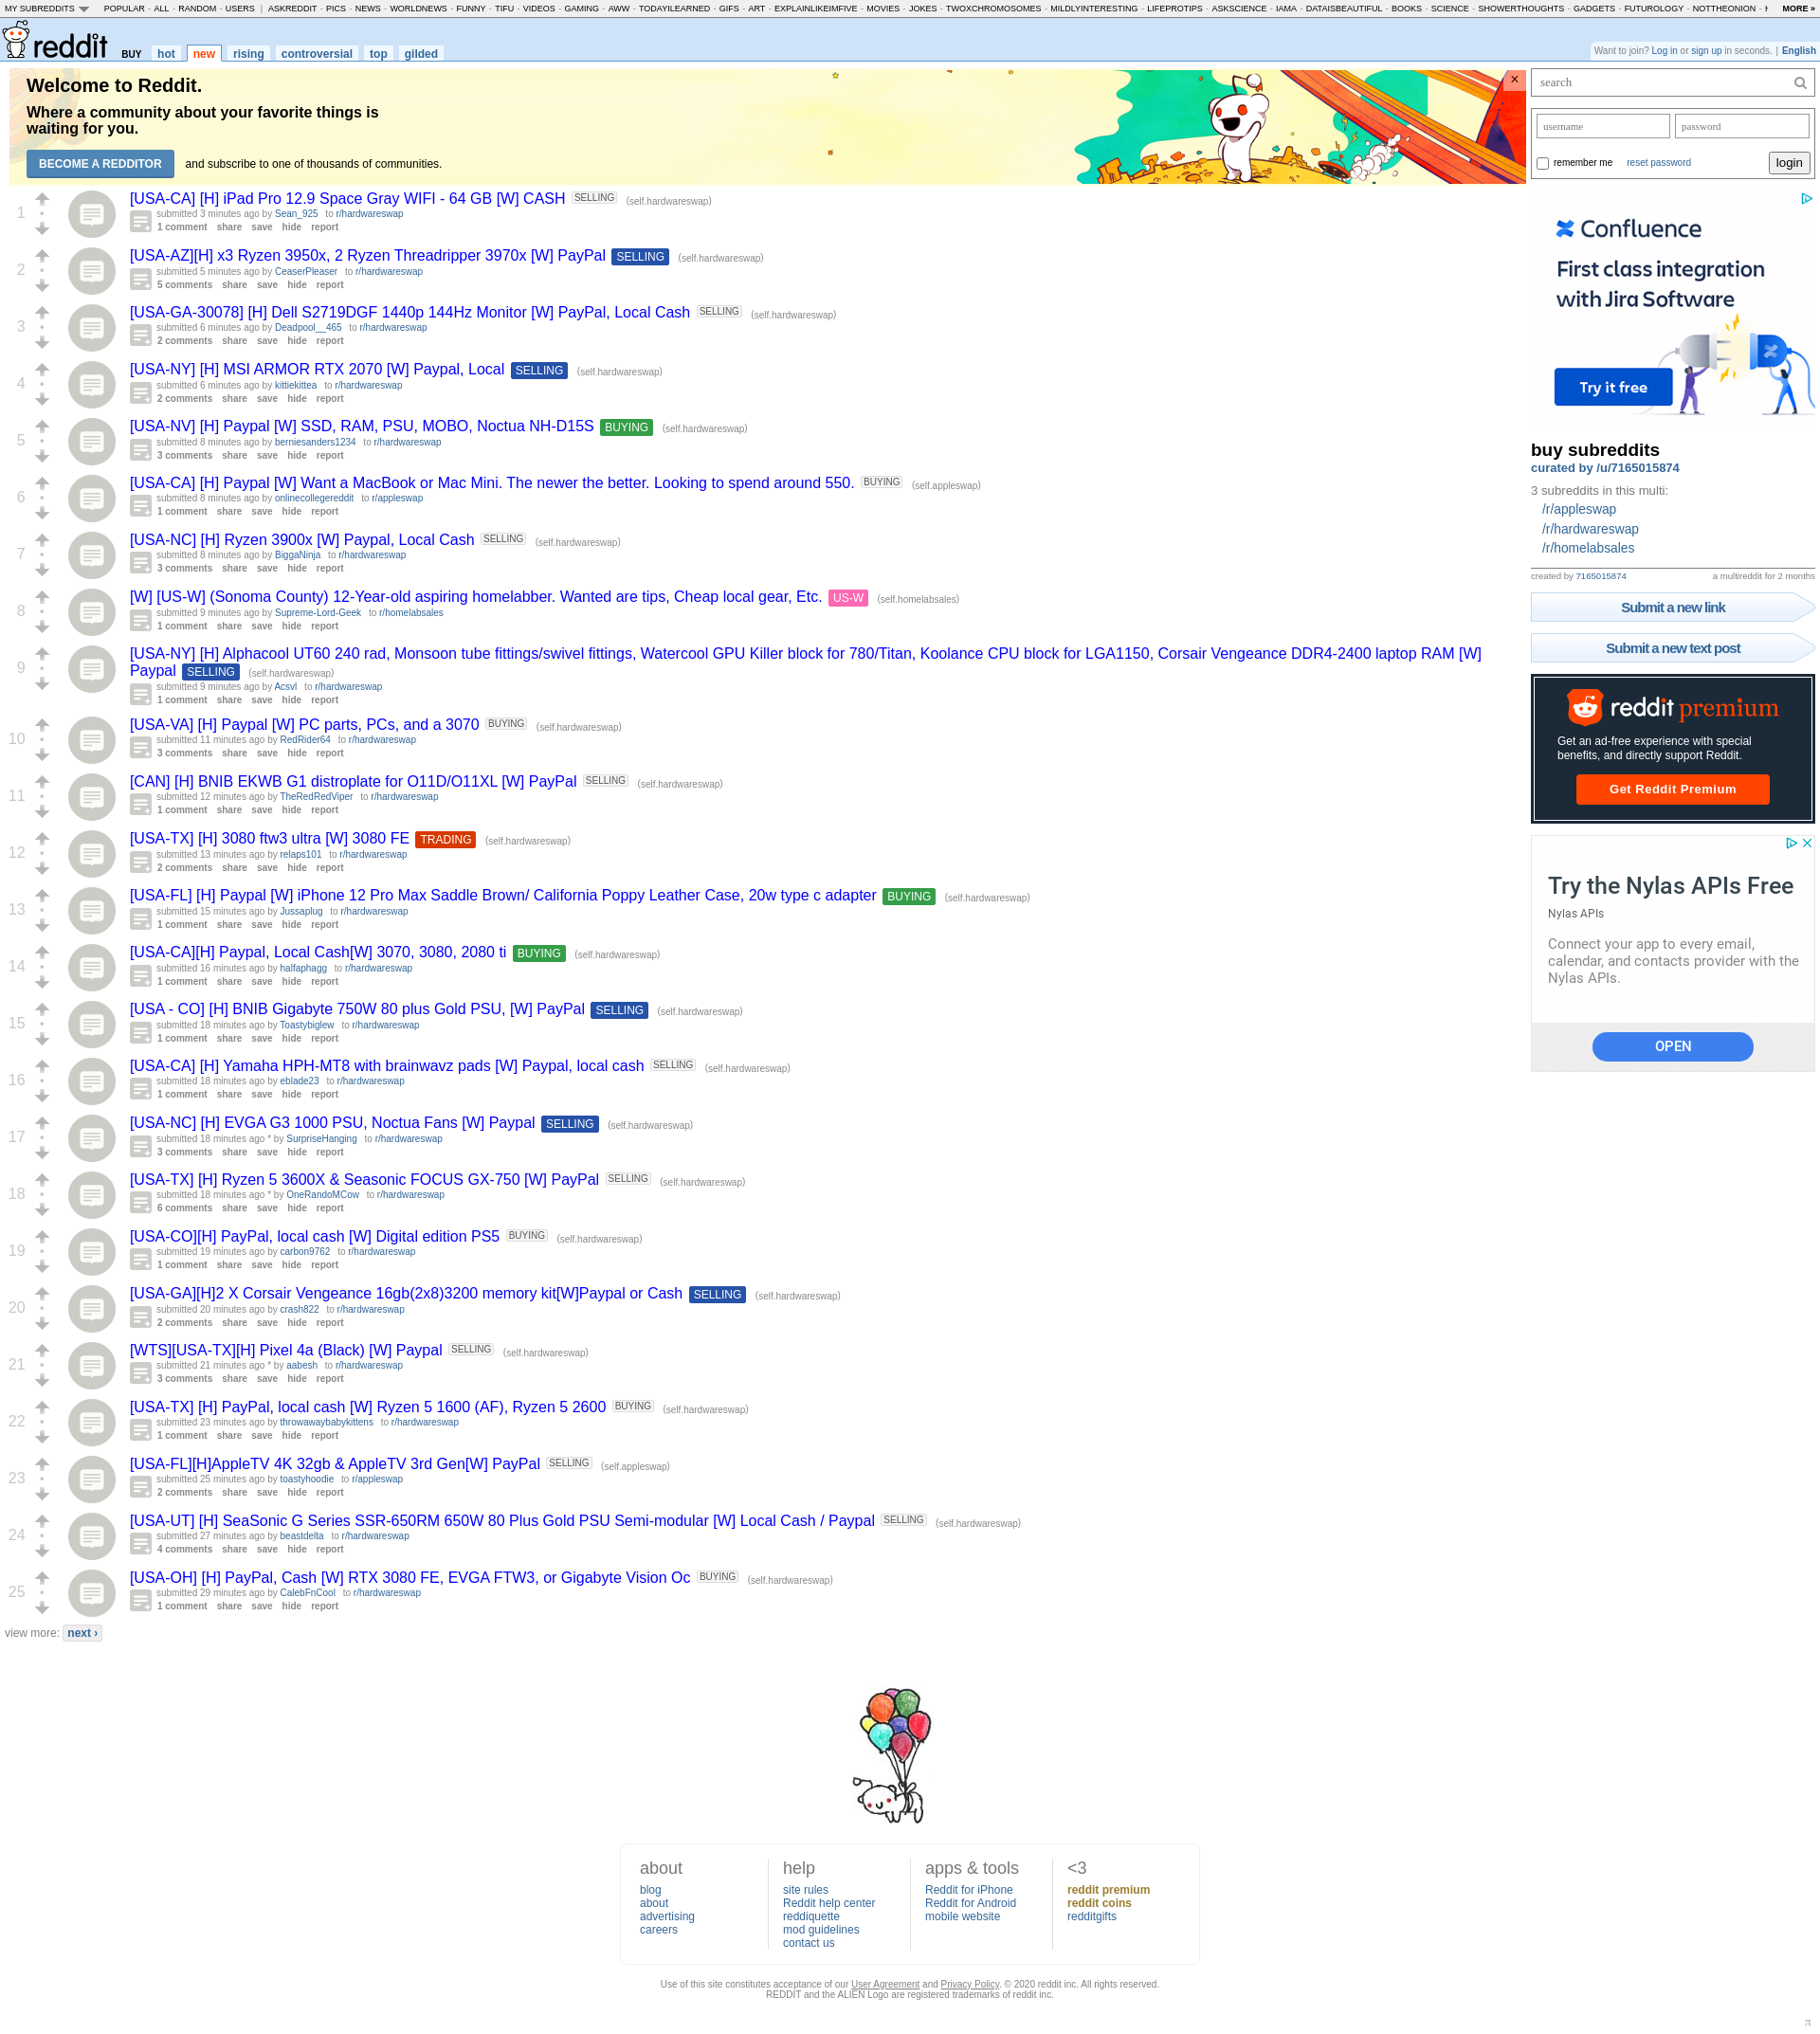 MY SUBREDDITS POPULAR - ALL - RANDOM - USERS | ASKREDDIT - PICS - NEWS - WORLDNEWS - FUNNY - TIFU - VIDEOS - GAMING - AWW - TODAYILEARNED - GIFS - ART - EXPLAINLIKEIMFIVE - MOVIES - JOKES - TWOXCHROMOSOMES - MILDLYINTERESTING - LIFEPROTIPS - ASKSCIENCE - IAMA - DATAISBEAUTIFUL - BOOKS - SCIENCE - SHOWERTHOUGHTS - GADGETS - FUTUROLOGY - NOTTHEONION - MORE »
reddit BUY hot new rising controversial top gilded
Want to join? Log in or sign up in seconds. | English
Welcome to Reddit.
Where a community about your favorite things is
waiting for you.
BECOME A REDDITOR and subscribe to one of thousands of communities.
×
1
[USA-CA] [H] iPad Pro 12.9 Space Gray WIFI - 64 GB [W] CASH SELLING (self.hardwareswap)
submitted 3 minutes ago by Sean_925 to r/hardwareswap
1 comment share save hide report
2
[USA-AZ][H] x3 Ryzen 3950x, 2 Ryzen Threadripper 3970x [W] PayPal SELLING (self.hardwareswap)
submitted 5 minutes ago by CeaserPleaser to r/hardwareswap
5 comments share save hide report
3
[USA-GA-30078] [H] Dell S2719DGF 1440p 144Hz Monitor [W] PayPal, Local Cash SELLING (self.hardwareswap)
submitted 6 minutes ago by Deadpool__465 to r/hardwareswap
2 comments share save hide report
4
[USA-NY] [H] MSI ARMOR RTX 2070 [W] Paypal, Local SELLING (self.hardwareswap)
submitted 6 minutes ago by kittiekittea to r/hardwareswap
2 comments share save hide report
5
[USA-NV] [H] Paypal [W] SSD, RAM, PSU, MOBO, Noctua NH-D15S BUYING (self.hardwareswap)
submitted 8 minutes ago by berniesanders1234 to r/hardwareswap
3 comments share save hide report
6
[USA-CA] [H] Paypal [W] Want a MacBook or Mac Mini. The newer the better. Looking to spend around 550. BUYING (self.appleswap)
submitted 8 minutes ago by onlinecollegereddit to r/appleswap
1 comment share save hide report
7
[USA-NC] [H] Ryzen 3900x [W] Paypal, Local Cash SELLING (self.hardwareswap)
submitted 8 minutes ago by BiggaNinja to r/hardwareswap
3 comments share save hide report
8
[W] [US-W] (Sonoma County) 12-Year-old aspiring homelabber. Wanted are tips, Cheap local gear, Etc. US-W (self.homelabsales)
submitted 9 minutes ago by Supreme-Lord-Geek to r/homelabsales
1 comment share save hide report
9
[USA-NY] [H] Alphacool UT60 240 rad, Monsoon tube fittings/swivel fittings, Watercool GPU Killer block for 780/Titan, Koolance CPU block for LGA1150, Corsair Vengeance DDR4-2400 laptop RAM [W]
Paypal SELLING (self.hardwareswap)
submitted 9 minutes ago by Acsvl to r/hardwareswap
1 comment share save hide report
10
[USA-VA] [H] Paypal [W] PC parts, PCs, and a 3070 BUYING (self.hardwareswap)
submitted 11 minutes ago by RedRider64 to r/hardwareswap
3 comments share save hide report
11
[CAN] [H] BNIB EKWB G1 distroplate for O11D/O11XL [W] PayPal SELLING (self.hardwareswap)
submitted 12 minutes ago by TheRedRedViper to r/hardwareswap
1 comment share save hide report
12
[USA-TX] [H] 3080 ftw3 ultra [W] 3080 FE TRADING (self.hardwareswap)
submitted 13 minutes ago by relaps101 to r/hardwareswap
2 comments share save hide report
13
[USA-FL] [H] Paypal [W] iPhone 12 Pro Max Saddle Brown/ California Poppy Leather Case, 20w type c adapter BUYING (self.hardwareswap)
submitted 15 minutes ago by Jussaplug to r/hardwareswap
1 comment share save hide report
14
[USA-CA][H] Paypal, Local Cash[W] 3070, 3080, 2080 ti BUYING (self.hardwareswap)
submitted 16 minutes ago by halfaphagg to r/hardwareswap
1 comment share save hide report
15
[USA - CO] [H] BNIB Gigabyte 750W 80 plus Gold PSU, [W] PayPal SELLING (self.hardwareswap)
submitted 18 minutes ago by Toastybiglew to r/hardwareswap
1 comment share save hide report
16
[USA-CA] [H] Yamaha HPH-MT8 with brainwavz pads [W] Paypal, local cash SELLING (self.hardwareswap)
submitted 18 minutes ago by eblade23 to r/hardwareswap
1 comment share save hide report
17
[USA-NC] [H] EVGA G3 1000 PSU, Noctua Fans [W] Paypal SELLING (self.hardwareswap)
submitted 18 minutes ago * by SurpriseHanging to r/hardwareswap
3 comments share save hide report
18
[USA-TX] [H] Ryzen 5 3600X & Seasonic FOCUS GX-750 [W] PayPal SELLING (self.hardwareswap)
submitted 18 minutes ago * by OneRandoMCow to r/hardwareswap
6 comments share save hide report
19
[USA-CO][H] PayPal, local cash [W] Digital edition PS5 BUYING (self.hardwareswap)
submitted 19 minutes ago by carbon9762 to r/hardwareswap
1 comment share save hide report
20
[USA-GA][H]2 X Corsair Vengeance 16gb(2x8)3200 memory kit[W]Paypal or Cash SELLING (self.hardwareswap)
submitted 20 minutes ago by crash822 to r/hardwareswap
2 comments share save hide report
21
[WTS][USA-TX][H] Pixel 4a (Black) [W] Paypal SELLING (self.hardwareswap)
submitted 21 minutes ago * by aabesh to r/hardwareswap
3 comments share save hide report
22
[USA-TX] [H] PayPal, local cash [W] Ryzen 5 1600 (AF), Ryzen 5 2600 BUYING (self.hardwareswap)
submitted 23 minutes ago by throwawaybabykittens to r/hardwareswap
1 comment share save hide report
23
[USA-FL][H]AppleTV 4K 32gb & AppleTV 3rd Gen[W] PayPal SELLING (self.appleswap)
submitted 25 minutes ago by toastyhoodie to r/appleswap
2 comments share save hide report
24
[USA-UT] [H] SeaSonic G Series SSR-650RM 650W 80 Plus Gold PSU Semi-modular [W] Local Cash / Paypal SELLING (self.hardwareswap)
submitted 27 minutes ago by beastdelta to r/hardwareswap
4 comments share save hide report
25
[USA-OH] [H] PayPal, Cash [W] RTX 3080 FE, EVGA FTW3, or Gigabyte Vision Oc BUYING (self.hardwareswap)
submitted 29 minutes ago by CalebFnCool to r/hardwareswap
1 comment share save hide report
view more: next ›
search
username password
remember me reset password login
Confluence
First class integration
with Jira Software
Try it free
buy subreddits
curated by /u/7165015874
3 subreddits in this multi:
/r/appleswap
/r/hardwareswap
/r/homelabsales
created by 7165015874 a multireddit for 2 months
Submit a new link
Submit a new text post
reddit premium
Get an ad-free experience with special
benefits, and directly support Reddit.
Get Reddit Premium
Try the Nylas APIs Free
Nylas APIs
Connect your app to every email,
calendar, and contacts provider with the
Nylas APIs.
OPEN
about help apps & tools <3
blog site rules Reddit for iPhone reddit premium
about Reddit help center Reddit for Android reddit coins
advertising reddiquette mobile website redditgifts
careers mod guidelines
contact us
Use of this site constitutes acceptance of our User Agreement and Privacy Policy. © 2020 reddit inc. All rights reserved.
REDDIT and the ALIEN Logo are registered trademarks of reddit inc.
π